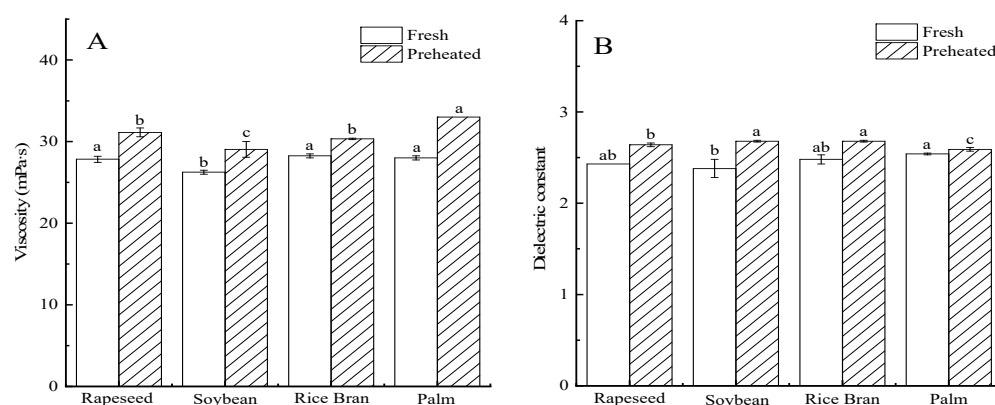 A
Fresh
Preheated
Viscosity (mPa·s)
40
30
20
10
0
a
b
b
c
a
b
a
a
Rapeseed
Soybean
Rice Bran
Palm
B
Fresh
Preheated
Dielectric constant
4
3
2
1
0
ab
b
b
a
ab
a
a
c
Rapeseed
Soybean
Rice Bran
Palm